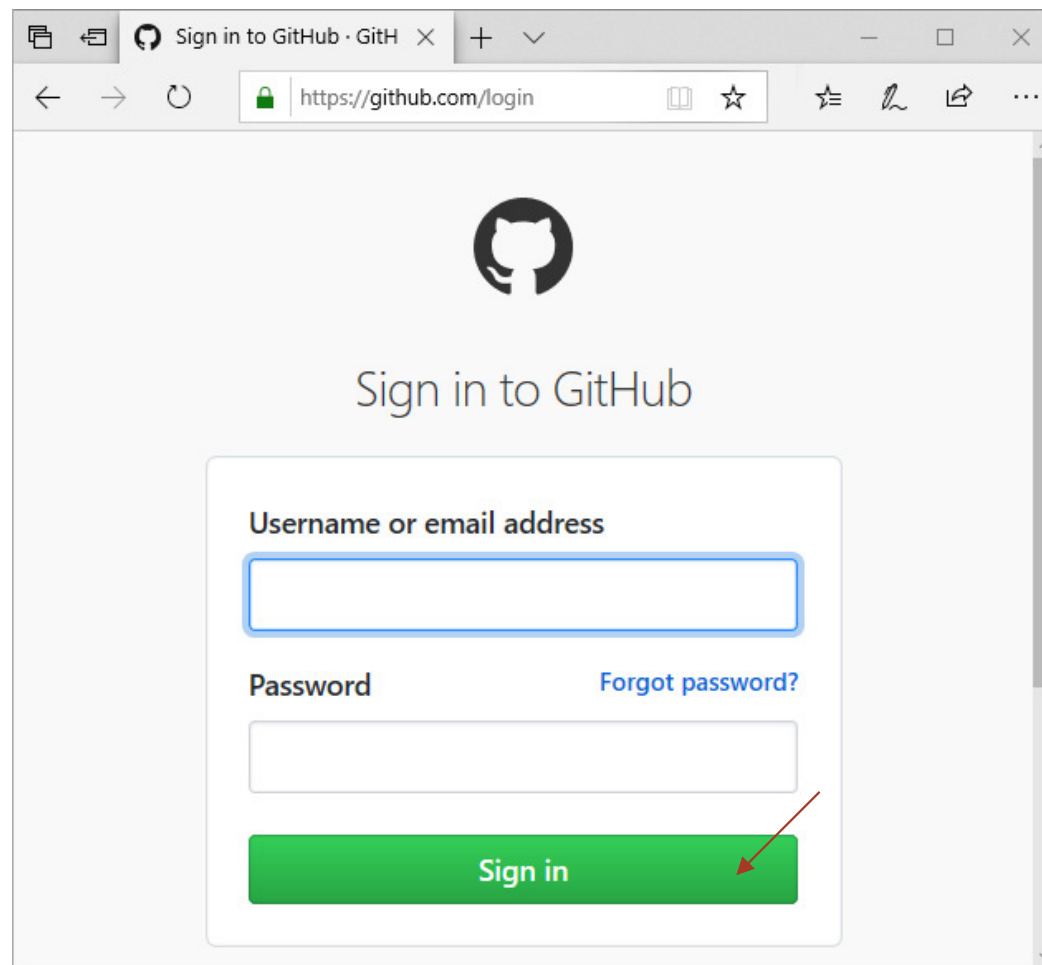 Sign in to GitHub · GitH
https://github.com/login
Sign in to GitHub
Username or email address
Password
Forgot password?
Sign in